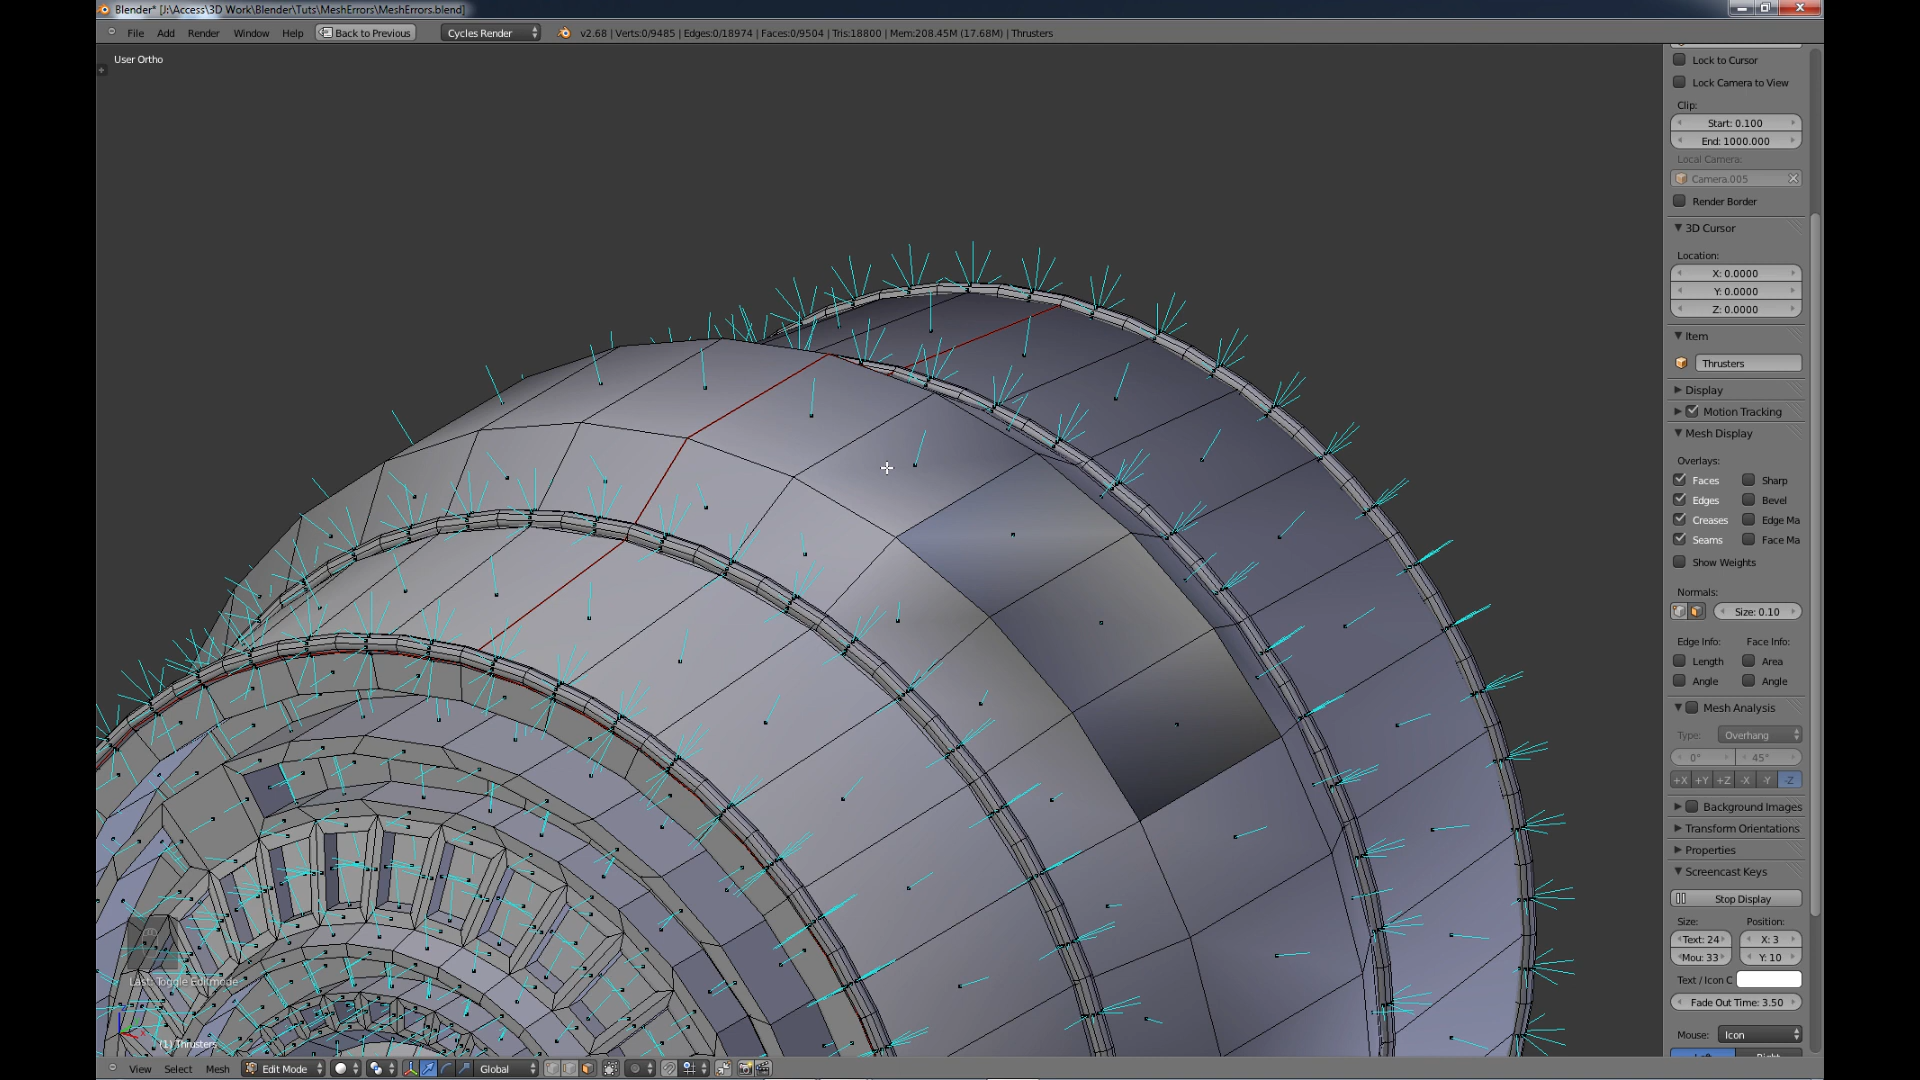 Blender* [J:\Access\3D Work\Blender\Tuts\MeshErrors\MeshErrors.blend]
File Add Render Window Help Back to Previous Cycles Render v2.68 | Verts:0/9485 | Edges:0/18974 | Faces:0/9504 | Tris:18800 | Mem:208.45M (17.68M) | Thrusters
User Ortho
Lock to Cursor
Lock Camera to View
Clip:
Start: 0.100
End: 1000.000
Local Camera:
Camera.005
Render Border
3D Cursor
Location:
X: 0.0000
Y: 0.0000
Z: 0.0000
Item
Thrusters
Display
Motion Tracking
Mesh Display
Overlays:
Faces Sharp
Edges Bevel
Creases Edge Ma
Seams Face Ma
Show Weights
Normals:
Size: 0.10
Edge Info: Face Info:
Length Area
Angle Angle
Mesh Analysis
Type: Overhang
0° 45°
+X +Y +Z -X -Y -Z
Background Images
Transform Orientations
Properties
Screencast Keys
Stop Display
Size: Position:
Text: 24 X: 3
Mou: 33 Y: 10
Text / Icon C
Fade Out Time: 3.50
Mouse: Icon
Last: Toggle Editmode
(1) Thrusters
View Select Mesh Edit Mode Global